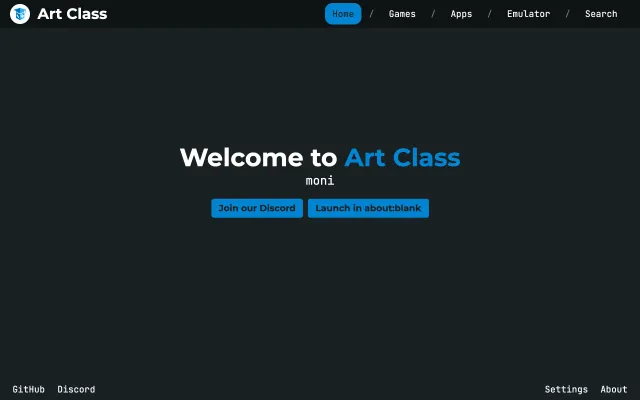 Art Class
Home / Games / Apps / Emulator / Search
Welcome to Art Class
moni
Join our Discord Launch in about:blank
GitHub Discord Settings About